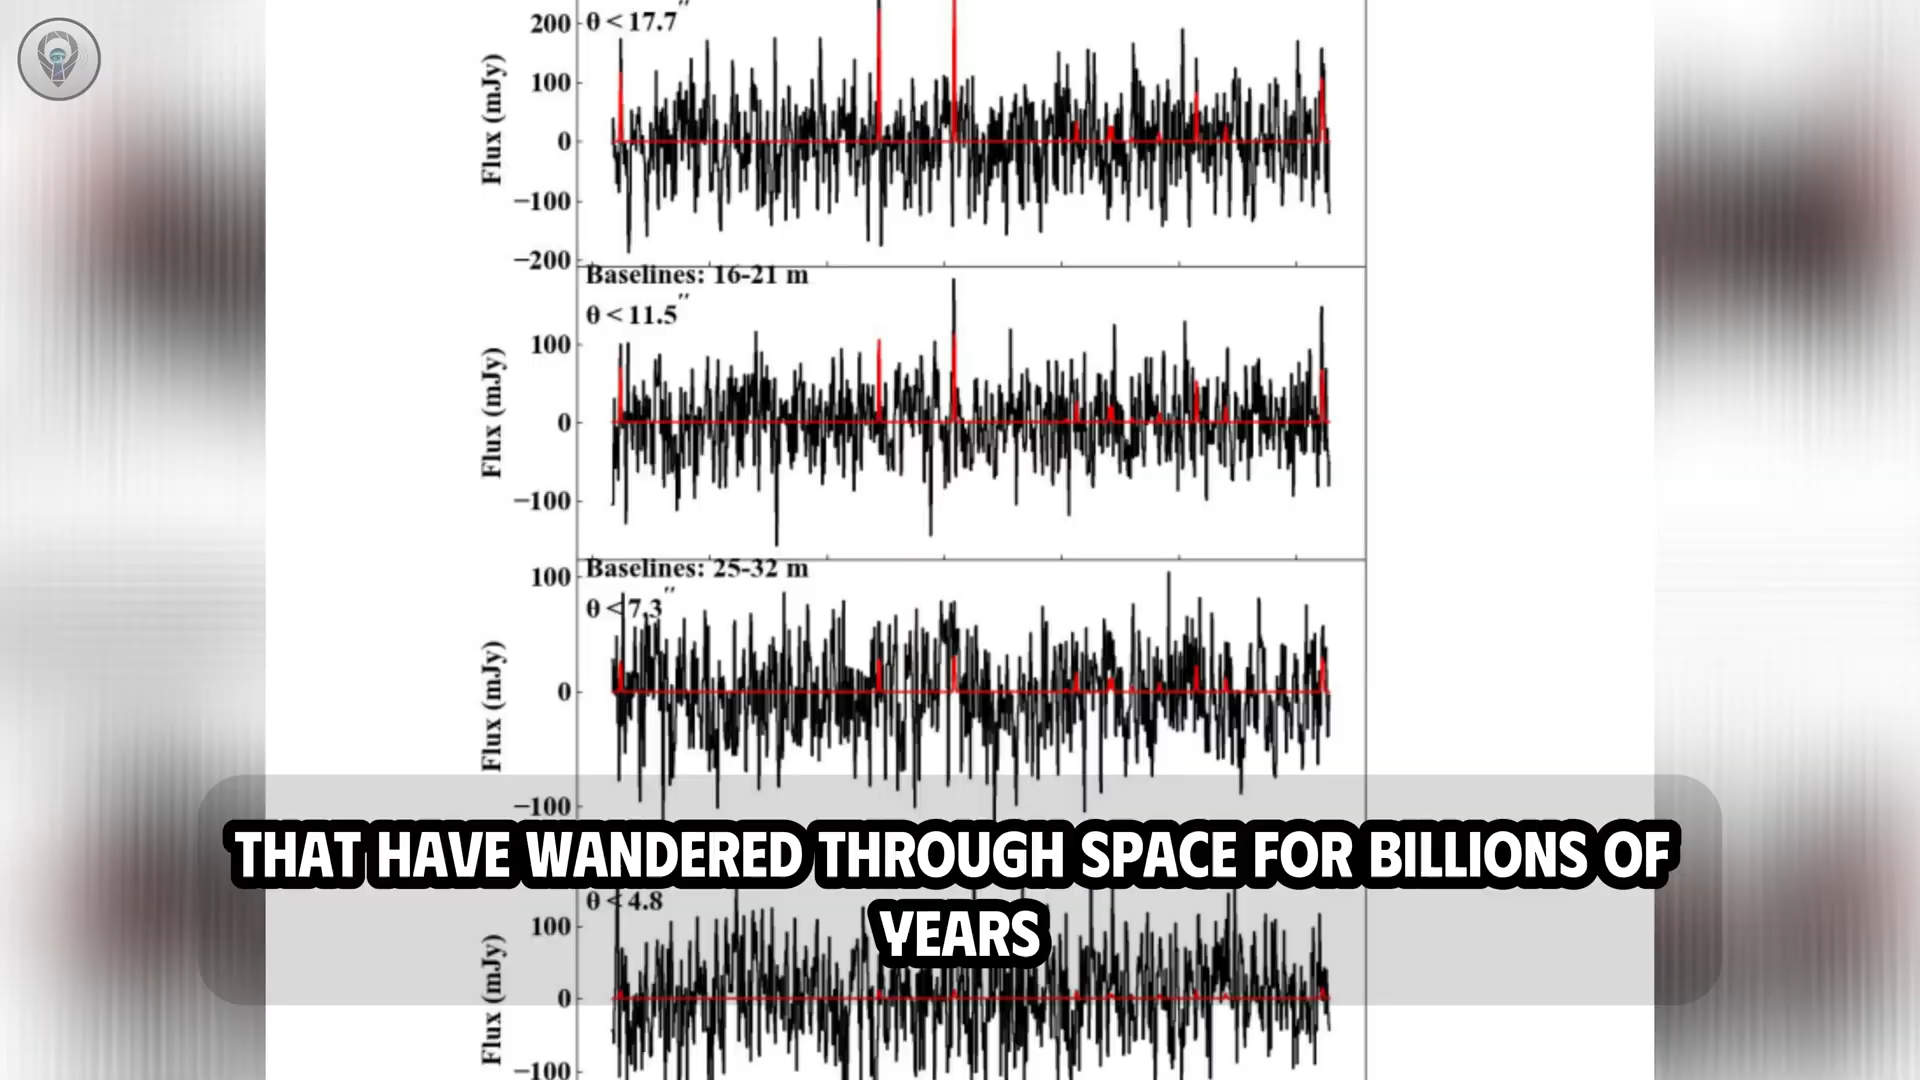 200
θ < 17.7″
100
0
−100
−200
Flux (mJy)
Baselines: 16-21 m
θ < 11.5″
100
0
−100
Flux (mJy)
100
Baselines: 25-32 m
θ < 7.3″
0
−100
Flux (mJy)
THAT HAVE WANDERED THROUGH SPACE FOR BILLIONS OF
YEARS
θ < 4.8
100
0
−100
Flux (mJy)